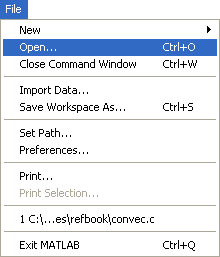 File
New
Open... Ctrl+O
Close Command Window Ctrl+W
Import Data...
Save Workspace As... Ctrl+S
Set Path...
Preferences...
Print...
Print Selection...
1 C:\...es\refbook\convec.c
Exit MATLAB Ctrl+Q